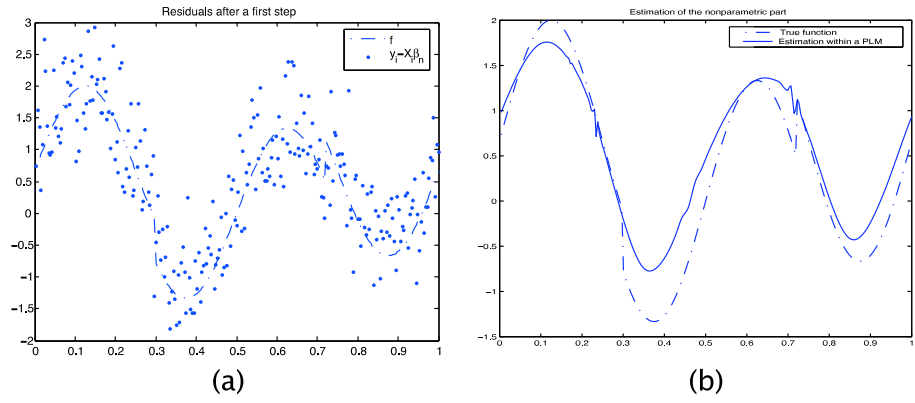 Residuals after a first step
f
yᵢ−Xᵢβ̂ₙ
3
2.5
2
1.5
1
0.5
0
−0.5
−1
−1.5
−2
0 0.1 0.2 0.3 0.4 0.5 0.6 0.7 0.8 0.9 1
(a)
Estimation of the nonparametric part
True function
Estimation within a PLM
2
1.5
1
0.5
0
-0.5
-1
-1.5
0 0.1 0.2 0.3 0.4 0.5 0.6 0.7 0.8 0.9 1
(b)